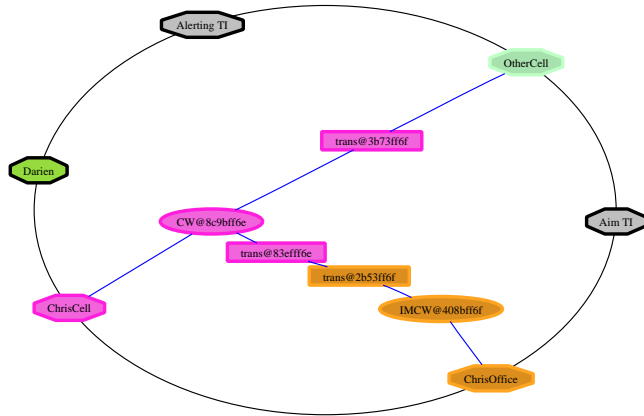 Alerting TI
OtherCell
trans@3b73ff6f
Darien
CW@8c9bff6e
Aim TI
trans@83efff6e
trans@2b53ff6f
ChrisCell
IMCW@408bff6f
ChrisOffice